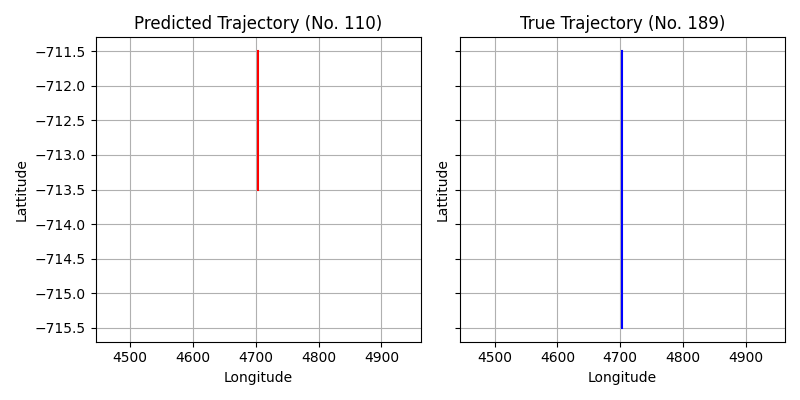 Predicted Trajectory (No. 110)
True Trajectory (No. 189)
−711.5
−712.0
−712.5
−713.0
−713.5
−714.0
−714.5
−715.0
−715.5
Lattitude
Lattitude
4500 4600 4700 4800 4900
4500 4600 4700 4800 4900
Longitude
Longitude